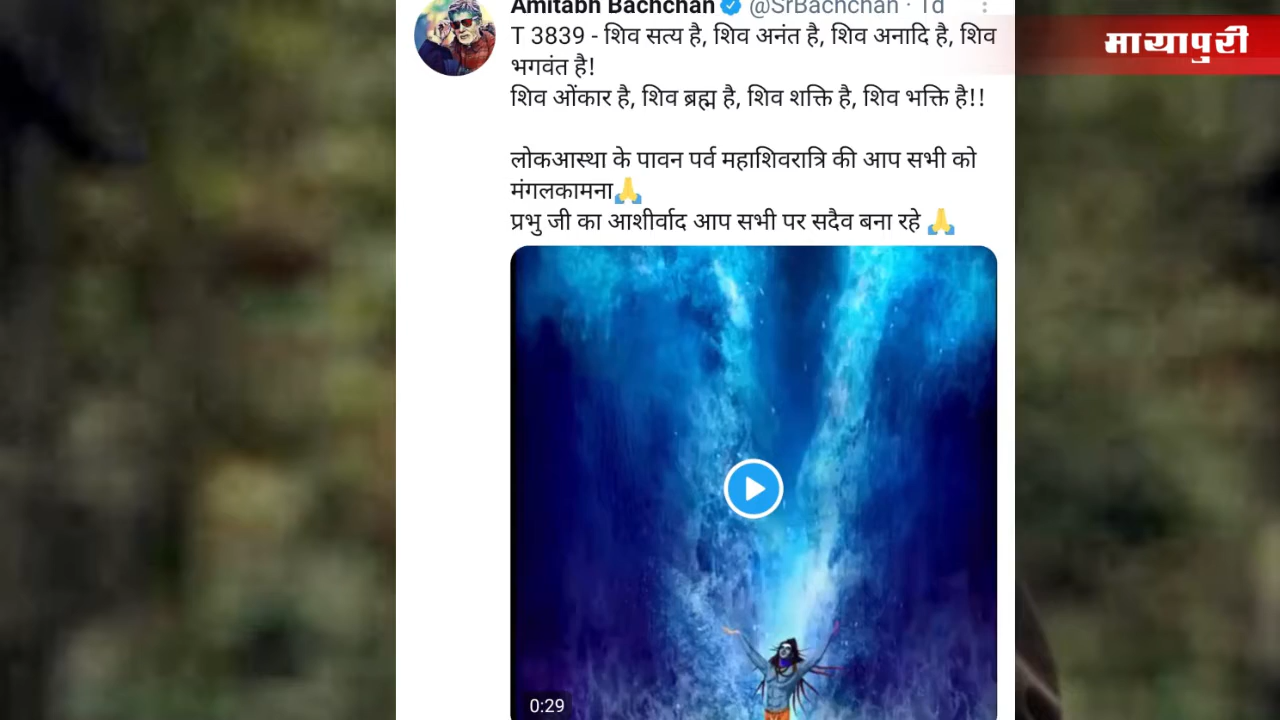 Amitabh Bachchan @SrBachchan · 1d
T 3839 - शिव सत्य है, शिव अनंत है, शिव अनादि है, शिव
भगवंत है!
शिव ओंकार है, शिव ब्रह्म है, शिव शक्ति है, शिव भक्ति है!!
लोकआस्था के पावन पर्व महाशिवरात्रि की आप सभी को
मंगलकामना🙏
प्रभु जी का आशीर्वाद आप सभी पर सदैव बना रहे 🙏
0:29
मायापुरी